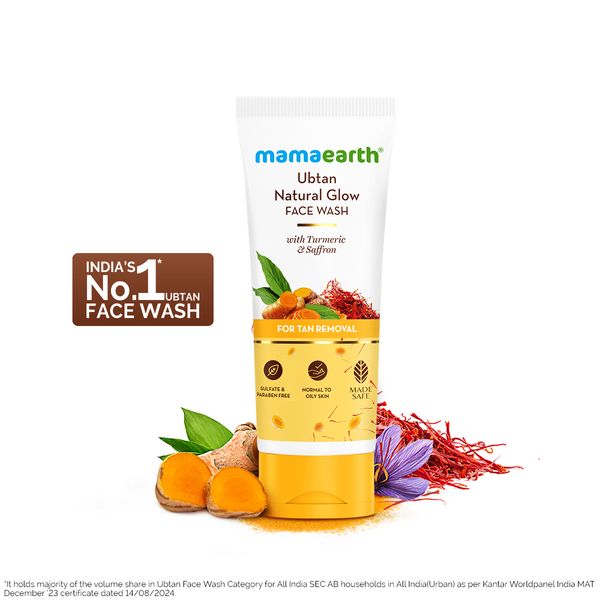 mamaearth®
Ubtan
Natural Glow
FACE WASH
with Turmeric
& Saffron
FOR TAN REMOVAL
SULFATE &
PARABEN FREE
NORMAL TO
OILY SKIN
MADE
SAFE
INDIA'S
No.1*
UBTAN
FACE WASH
*It holds majority of the volume share in Ubtan Face Wash Category for All India SEC AB households in All India(Urban) as per Kantar Worldpanel India MAT
December '23 certificate dated 14/08/2024.